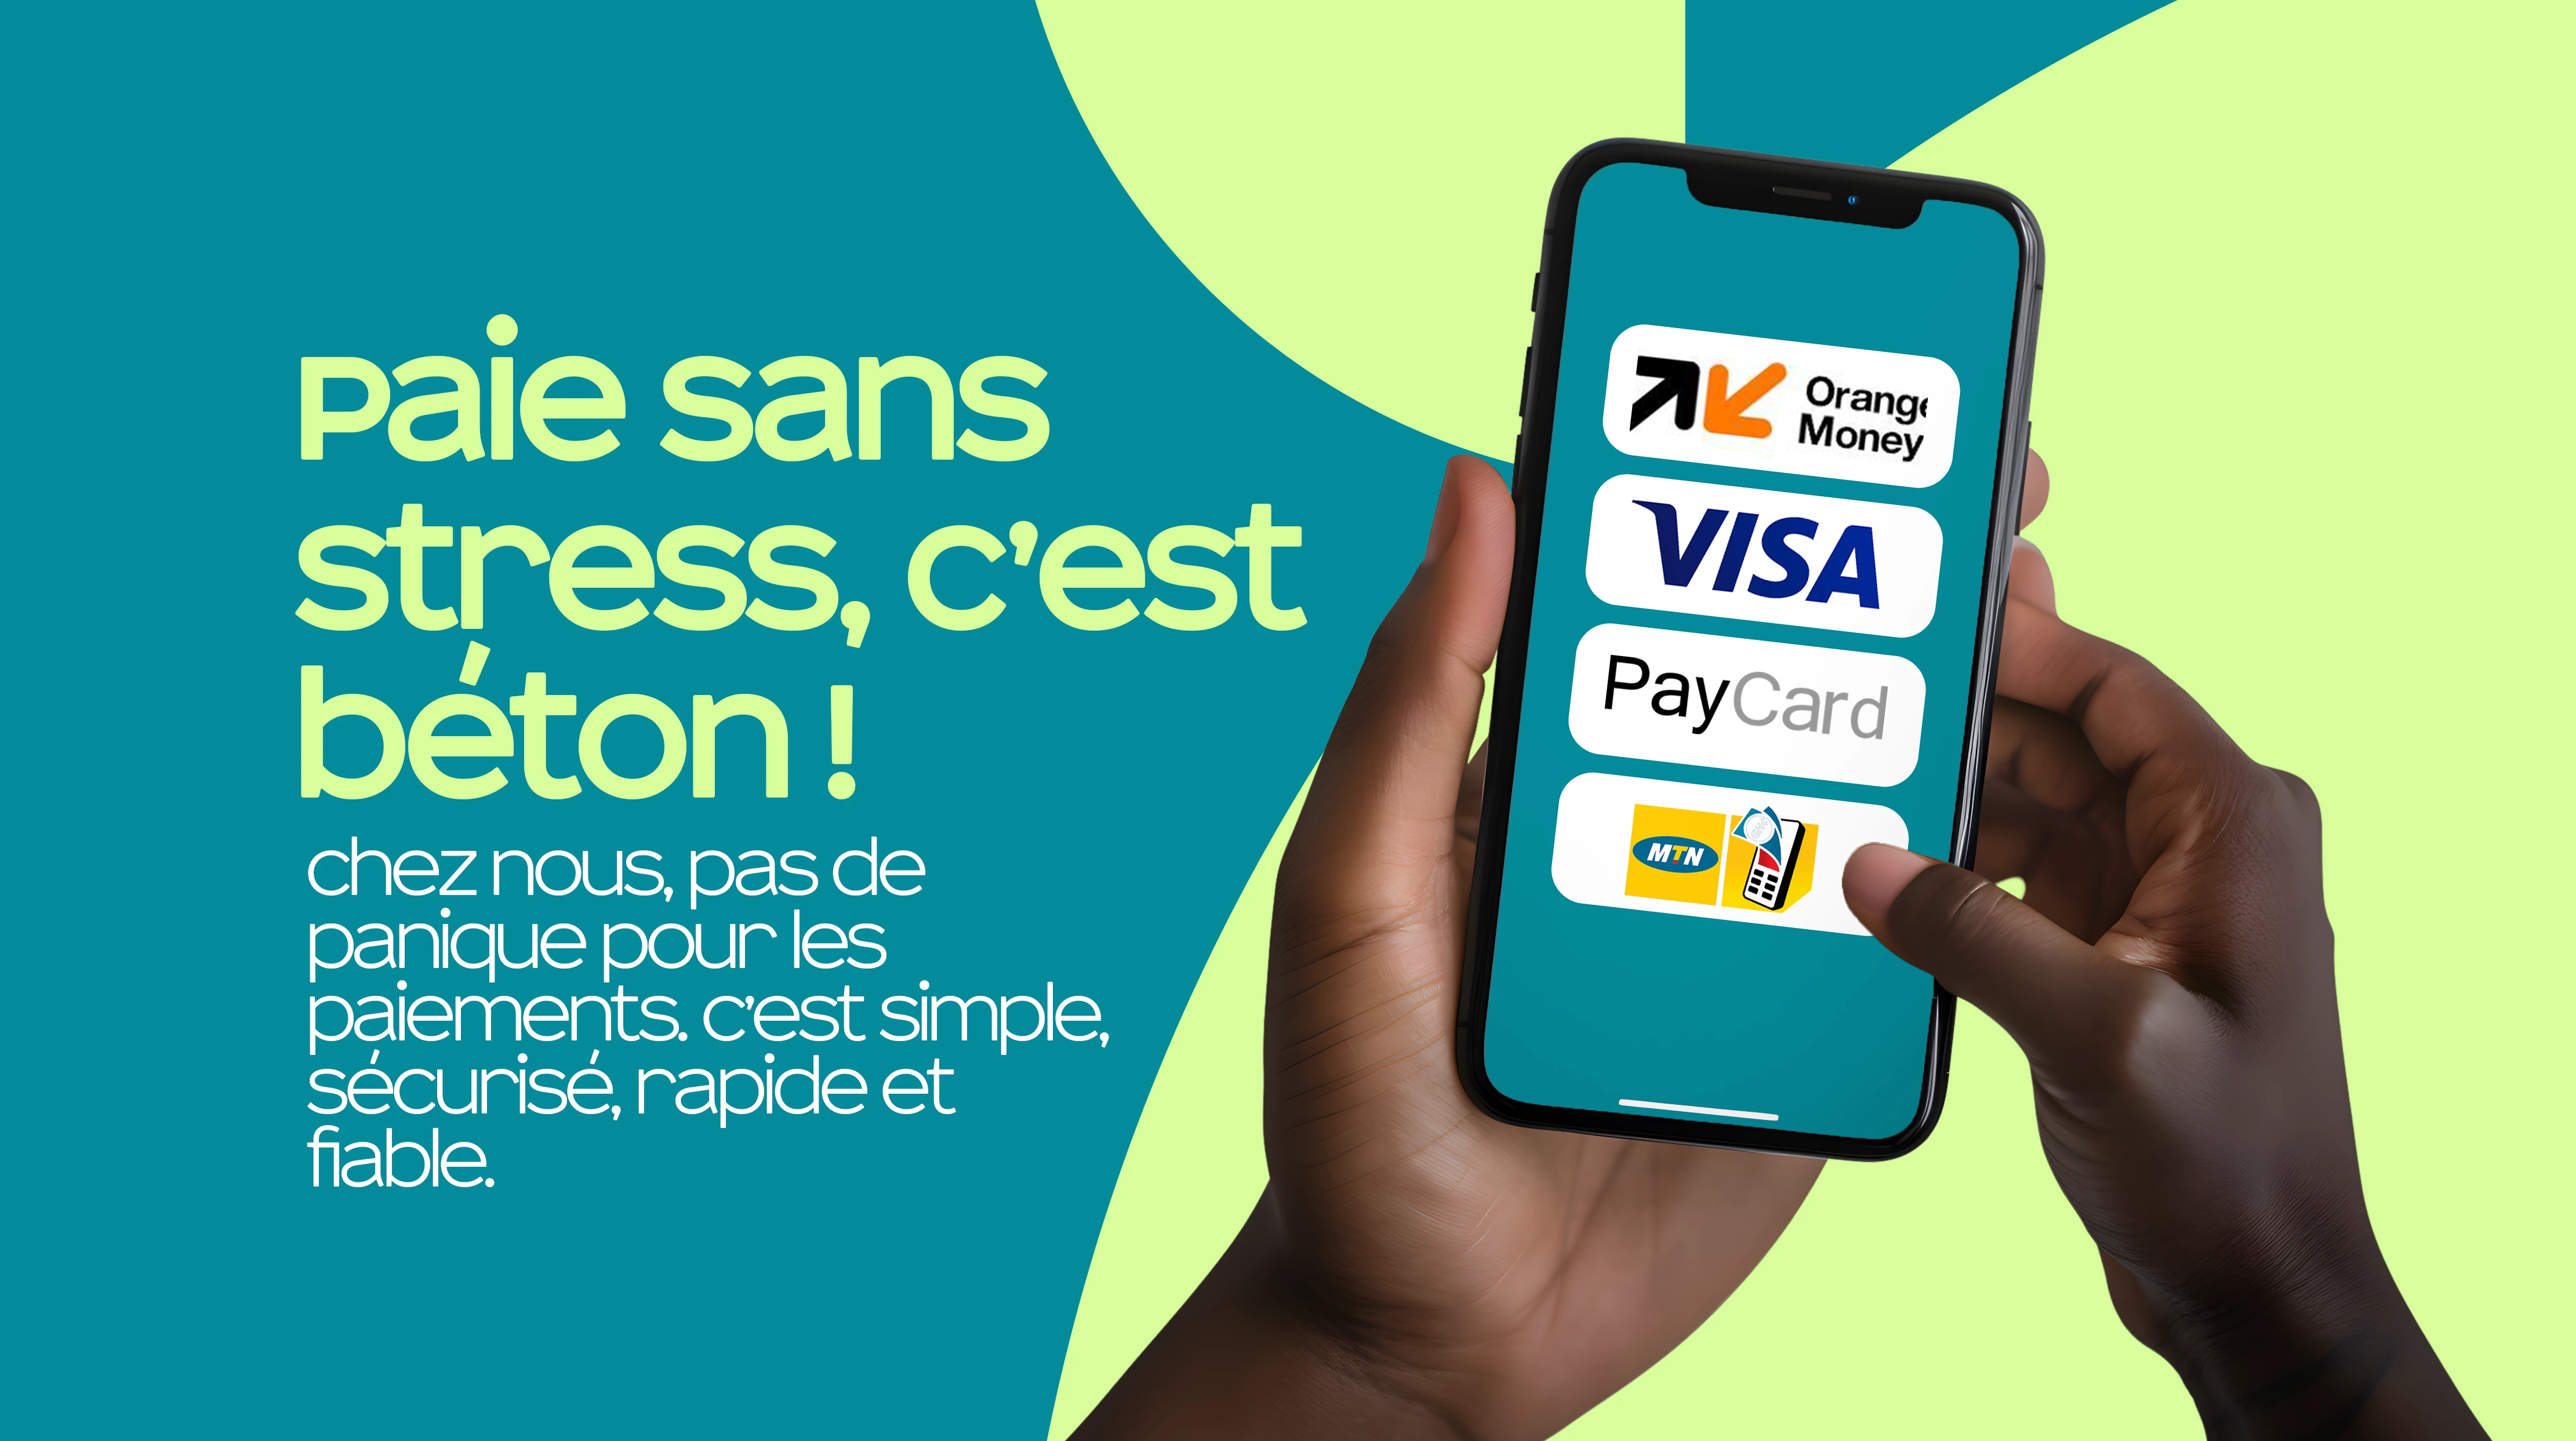 Paie sans
stress, c'est
béton !
chez nous, pas de
panique pour les
paiements. c'est simple,
sécurisé, rapide et
fiable.
Orange
Money
VISA
PayCard
MTN